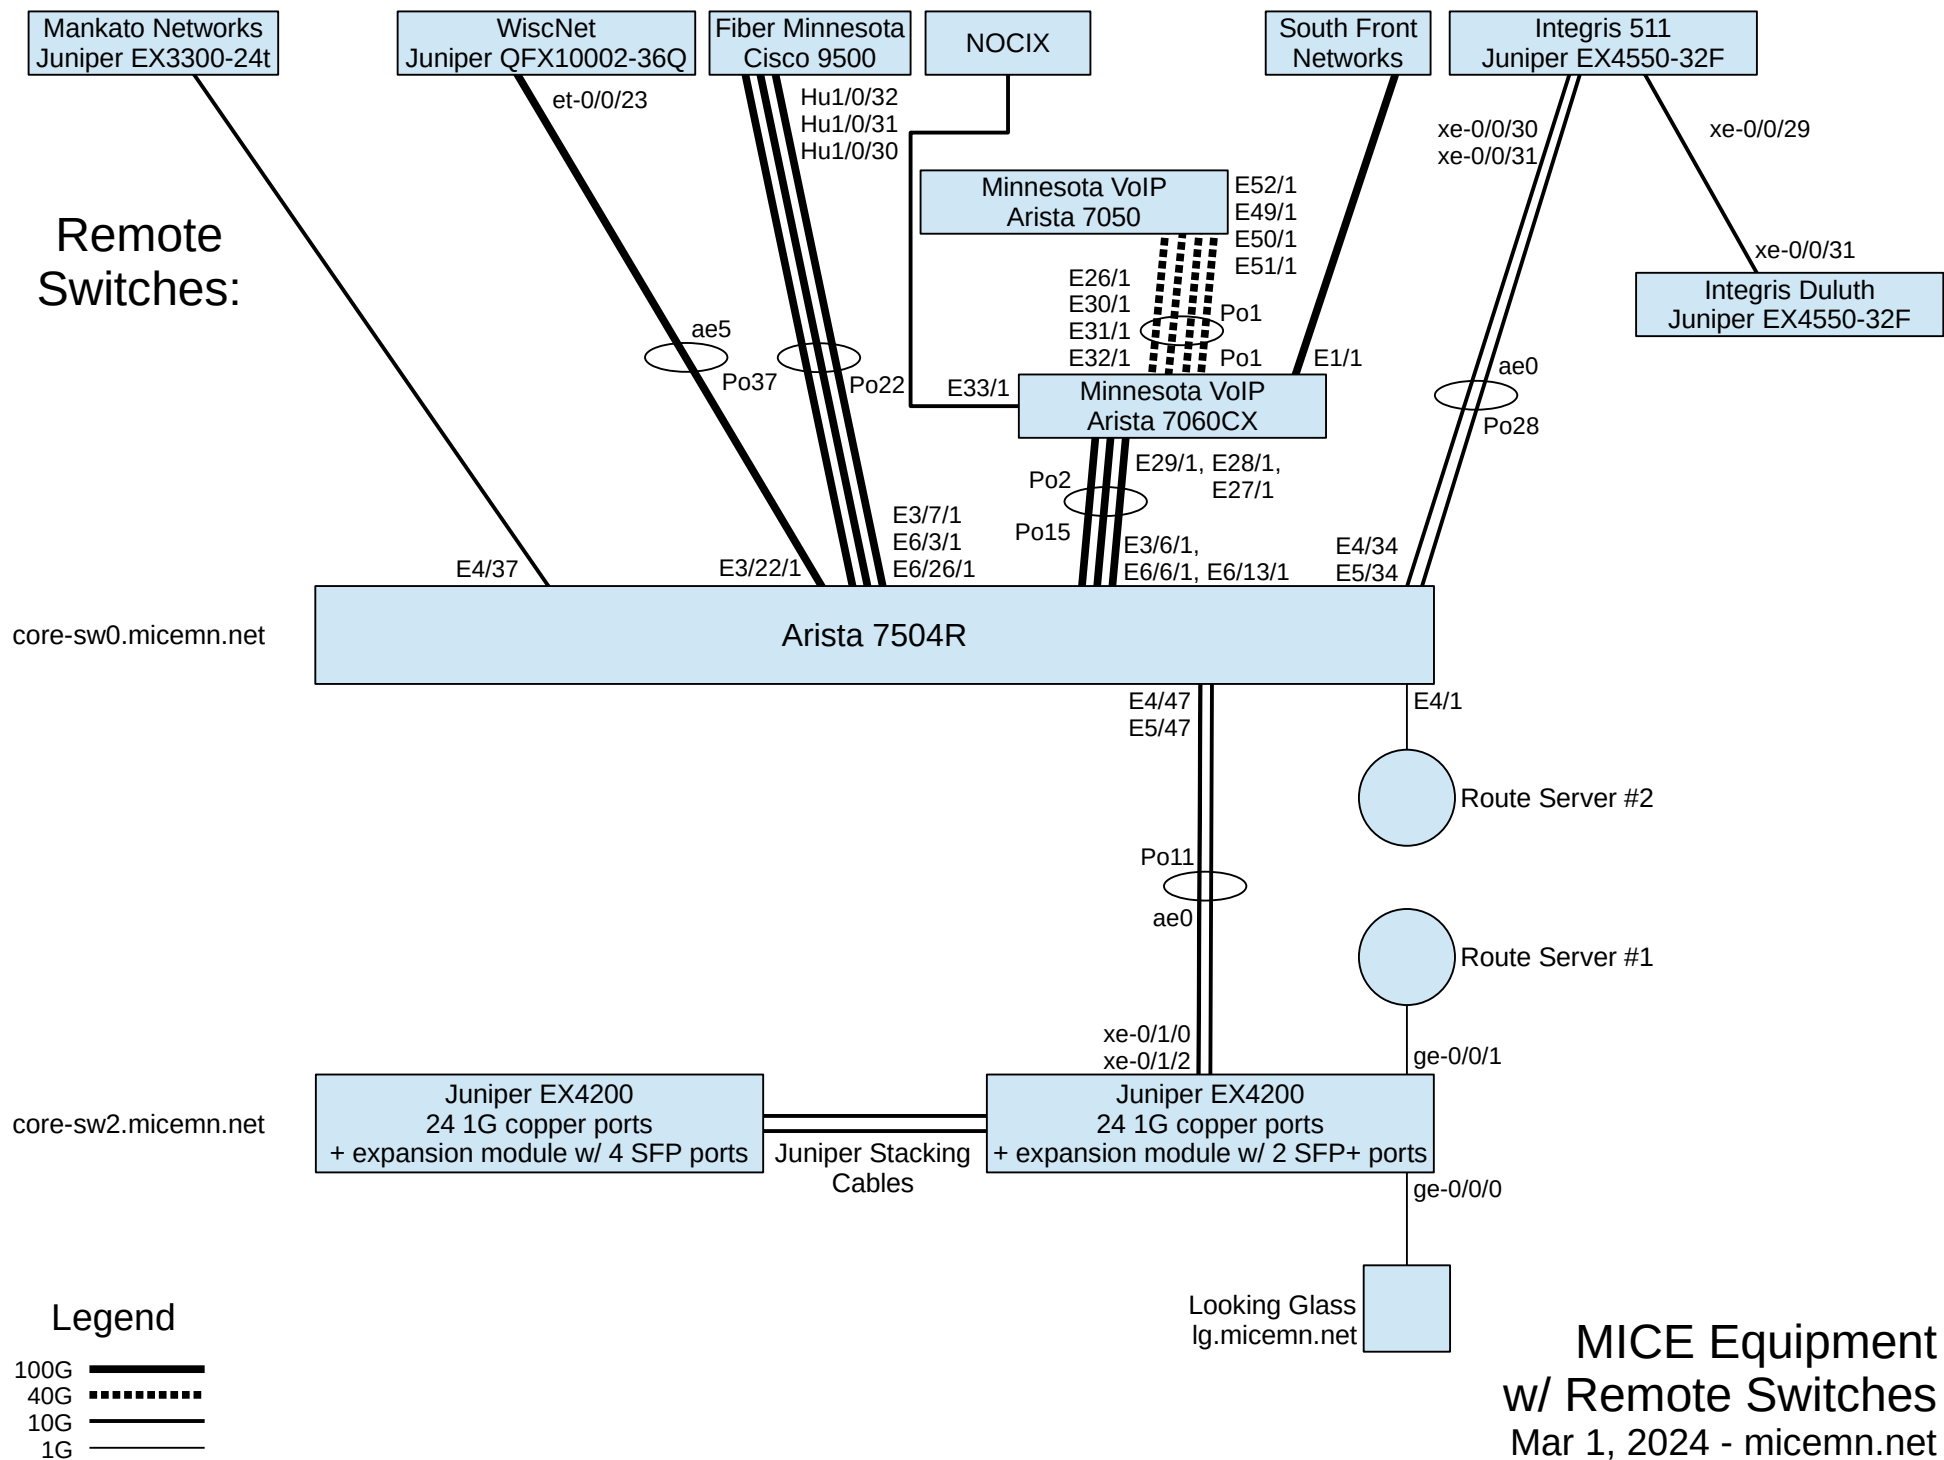 Mankato Networks
Juniper EX3300-24t
WiscNet
Juniper QFX10002-36Q
Fiber Minnesota
Cisco 9500
NOCIX
South Front
Networks
Integris 511
Juniper EX4550-32F
et-0/0/23
Hu1/0/32
Hu1/0/31
Hu1/0/30
xe-0/0/30
xe-0/0/31
xe-0/0/29
Minnesota VoIP
Arista 7050
E52/1
E49/1
E50/1
E51/1
Remote
Switches:
xe-0/0/31
Integris Duluth
Juniper EX4550-32F
E26/1
E30/1
E31/1
E32/1
Po1
Po1
ae5
Po37
Po22
E33/1
E1/1
Minnesota VoIP
Arista 7060CX
ae0
Po28
Po2
Po15
E29/1, E28/1,
E27/1
E4/37
E3/22/1
E3/7/1
E6/3/1
E6/26/1
E3/6/1,
E6/6/1, E6/13/1
E4/34
E5/34
core-sw0.micemn.net
Arista 7504R
E4/47
E5/47
E4/1
Route Server #2
Po11
ae0
Route Server #1
xe-0/1/0
xe-0/1/2
ge-0/0/1
core-sw2.micemn.net
Juniper EX4200
24 1G copper ports
+ expansion module w/ 4 SFP ports
Juniper Stacking
Cables
Juniper EX4200
24 1G copper ports
+ expansion module w/ 2 SFP+ ports
ge-0/0/0
Looking Glass
lg.micemn.net
Legend
100G
40G
10G
1G
MICE Equipment
w/ Remote Switches
Mar 1, 2024 - micemn.net